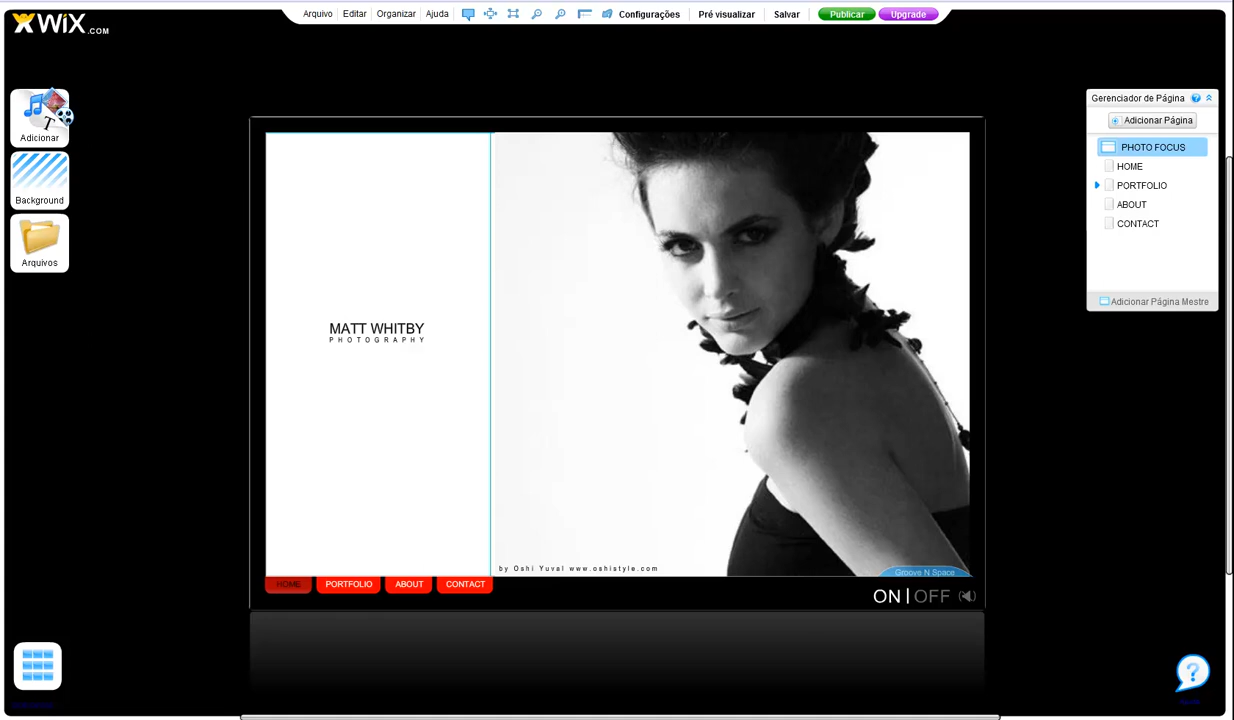 WiX.COM
Arquivo Editar Organizar Ajuda Configurações Pré visualizar Salvar Publicar Upgrade
Adicionar
Background
Arquivos
Gerenciador de Página ?
Adicionar Página
PHOTO FOCUS
HOME
PORTFOLIO
ABOUT
CONTACT
Adicionar Página Mestre
MATT WHITBY
PHOTOGRAPHY
by Oshi Yuval www.oshistyle.com
Groove N Space
HOME PORTFOLIO ABOUT CONTACT
ON | OFF
?